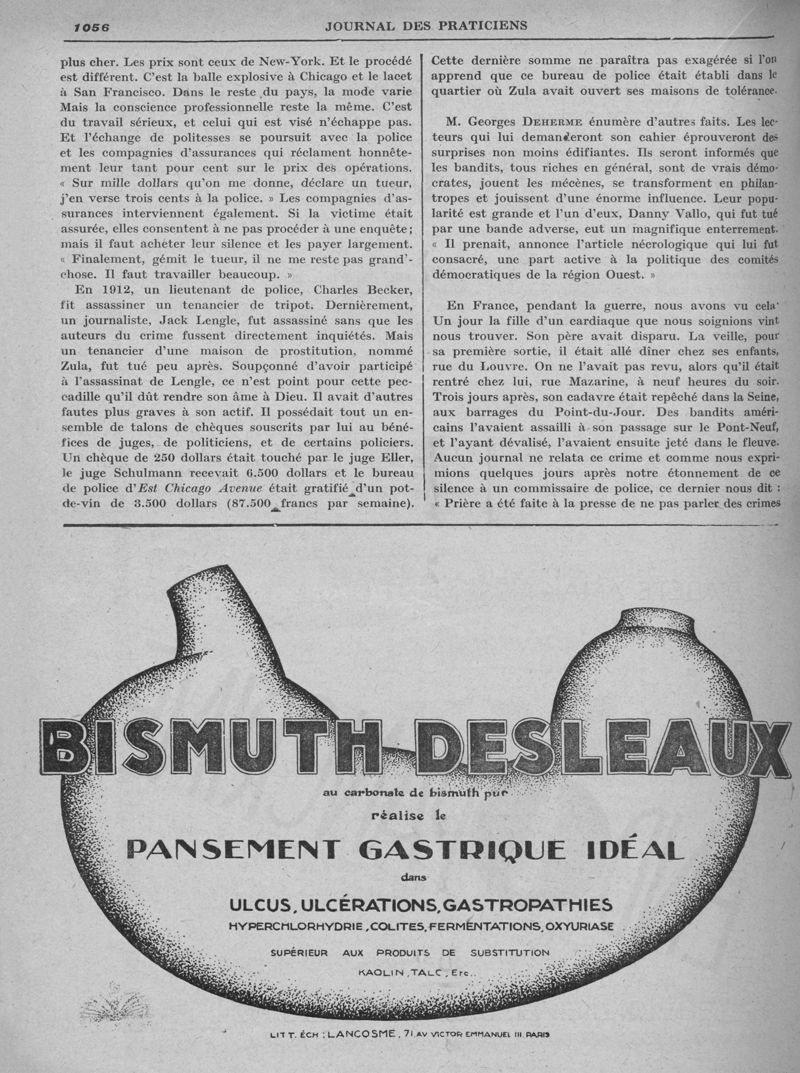 1056
JOURNAL DES PRATICIENS
plus cher. Les prix sont ceux de New-York. Et le procédé
est différent. C'est la balle explosive à Chicago et le lacet
à San Francisco. Dans le reste du pays, la mode varie
Mais la conscience professionnelle reste la même. C'est
du travail sérieux, et celui qui est visé n'échappe pas.
Et l'échange de politesses se poursuit avec la police
et les compagnies d'assurances qui réclament honnête-
ment leur tant pour cent sur le prix des opérations.
« Sur mille dollars qu'on me donne, déclare un tueur,
j'en verse trois cents à la police. » Les compagnies d'as-
surances interviennent également. Si la victime était
assurée, elles consentent à ne pas procéder à une enquête ;
mais il faut acheter leur silence et les payer largement.
« Finalement, gémit le tueur, il ne me reste pas grand'-
chose. Il faut travailler beaucoup. »
En 1912, un lieutenant de police, Charles Becker,
fit assassiner un tenancier de tripot. Dernièrement,
un journaliste, Jack Lengle, fut assassiné sans que les
auteurs du crime fussent directement inquiétés. Mais
un tenancier d'une maison de prostitution, nommé
Zula, fut tué peu après. Soupçonné d'avoir participé
à l'assassinat de Lengle, ce n'est point pour cette pec-
cadille qu'il dût rendre son âme à Dieu. Il avait d'autres
fautes plus graves à son actif. Il possédait tout un en-
semble de talons de chèques souscrits par lui au béné-
fices de juges, de politiciens, et de certains policiers.
Un chèque de 250 dollars était touché par le juge Eller,
le juge Schulmann recevait 6.500 dollars et le bureau
de police d'Est Chicago Avenue était gratifié d'un pot-
de-vin de 3.500 dollars (87.500 francs par semaine).
Cette dernière somme ne paraîtra pas exagérée si l'on
apprend que ce bureau de police était établi dans le
quartier où Zula avait ouvert ses maisons de tolérance.
M. Georges DEHERME énumère d'autres faits. Les lec-
teurs qui lui demanderont son cahier éprouveront des
surprises non moins édifiantes. Ils seront informés que
les bandits, tous riches en général, sont de vrais démo-
crates, jouent les mécènes, se transforment en philan-
tropes et jouissent d'une énorme influence. Leur popu-
larité est grande et l'un d'eux, Danny Vallo, qui fut tué
par une bande adverse, eut un magnifique enterrement.
« Il prenait, annonce l'article nécrologique qui lui fut
consacré, une part active à la politique des comités
démocratiques de la région Ouest. »
En France, pendant la guerre, nous avons vu cela
Un jour la fille d'un cardiaque que nous soignions vint
nous trouver. Son père avait disparu. La veille, pour
sa première sortie, il était allé dîner chez ses enfants,
rue du Louvre. On ne l'avait pas revu, alors qu'il était
rentré chez lui, rue Mazarine, à neuf heures du soir.
Trois jours après, son cadavre était repêché dans la Seine,
aux barrages du Point-du-Jour. Des bandits améri-
cains l'avaient assailli à son passage sur le Pont-Neuf,
et l'ayant dévalisé, l'avaient ensuite jeté dans le fleuve.
Aucun journal ne relata ce crime et comme nous expri-
mions quelques jours après notre étonnement de ce
silence à un commissaire de police, ce dernier nous dit :
« Prière a été faite à la presse de ne pas parler des crimes
BISMUTH DESLEAUX
au carbonate de bismuth pur
réalise le
PANSEMENT GASTRIQUE IDÉAL
dans
ULCUS, ULCÉRATIONS, GASTROPATHIES
HYPERCHLORHYDRIE, COLITES, FERMENTATIONS, OXYURIASE
SUPÉRIEUR AUX PRODUITS DE SUBSTITUTION
KAOLIN, TALC, Etc..
LITT. ÉCH : LANCOSME, 71, AV VICTOR EMMANUEL III. PARIS